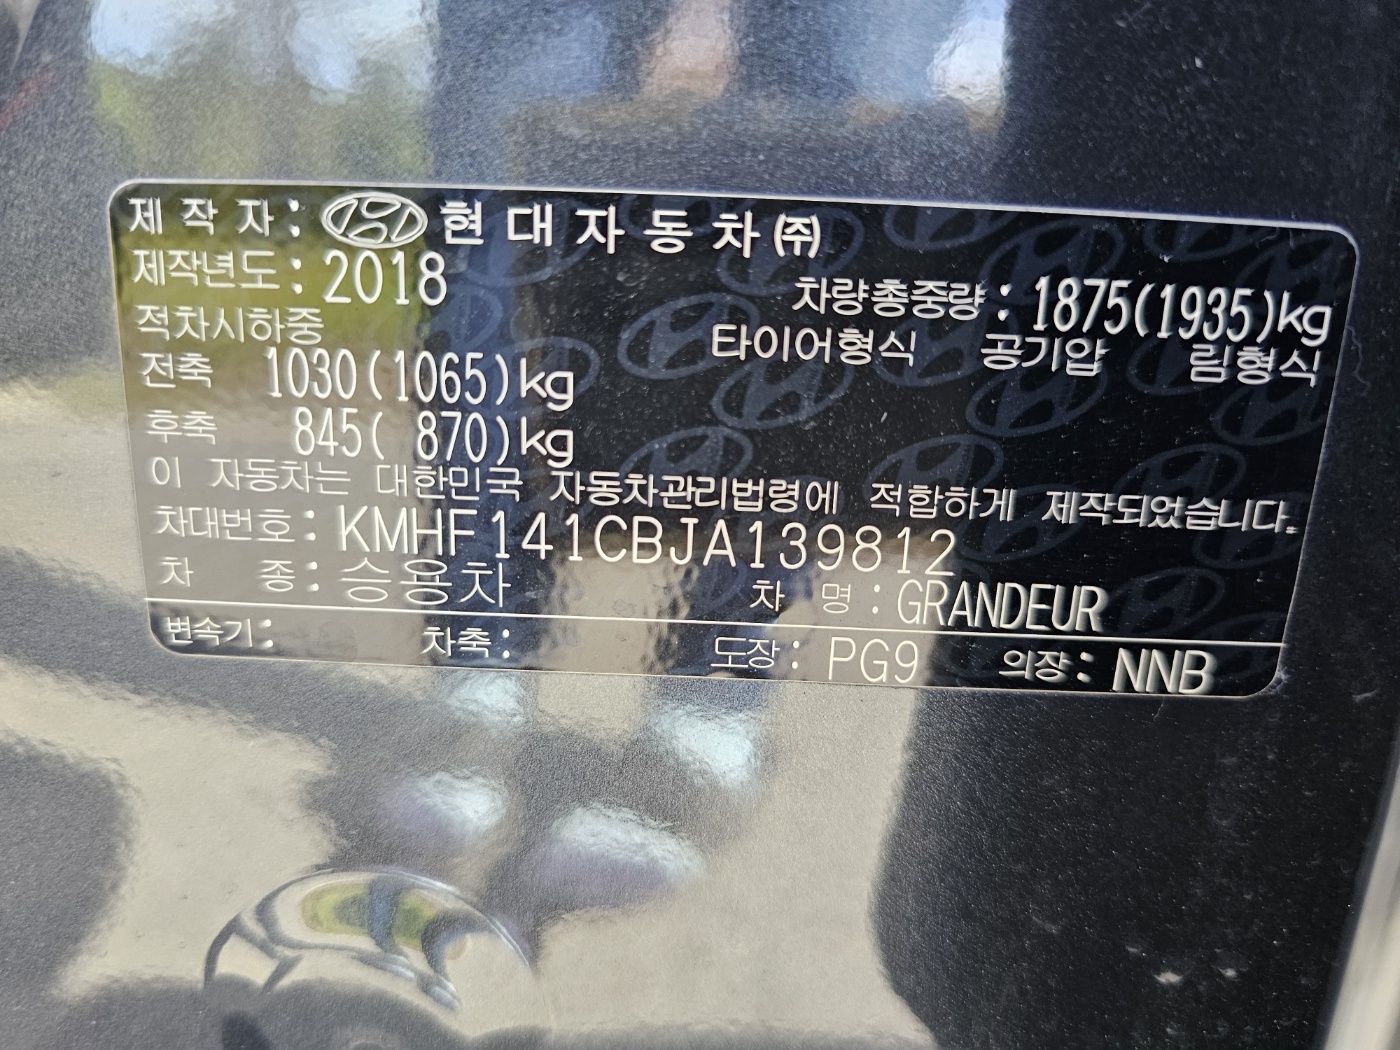 제 작 자 : 현 대 자 동 차 ㈜
제작년도 : 2018
차량총중량 : 1875(1935)kg
적차시하중
타이어형식 공기압 림형식
전축 1030(1065)kg
후축 845( 870)kg
이 자동차는 대한민국 자동차관리법령에 적합하게 제작되었습니다.
차대번호 : KMHF141CBJA139812
차 종 : 승용차 차 명 : GRANDEUR
변속기 : 차축 : 도장 : PG9 의장 : NNB